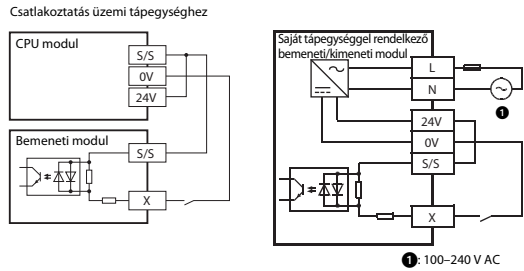 Csatlakoztatás üzemi tápegységhez
CPU modul
S/S
0V
24V
Bemeneti modul
S/S
X
Saját tápegységgel rendelkező
bemeneti/kimeneti modul
L
N
1
24V
0V
S/S
X
1: 100–240 V AC